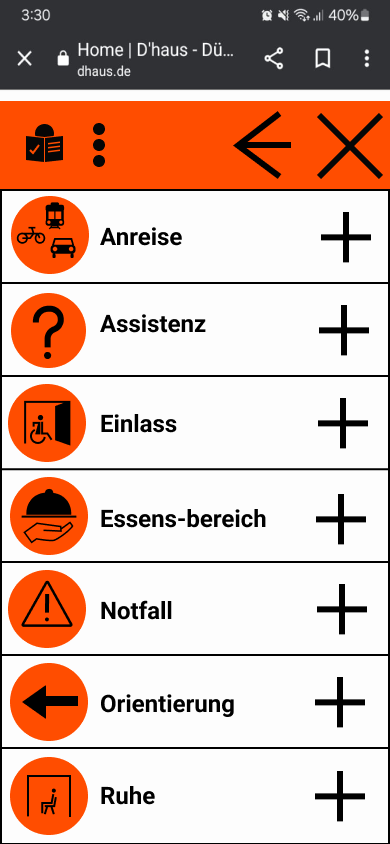 3:30
40%
Home | D'haus - Dü...
dhaus.de
Anreise
Assistenz
Einlass
Essens-bereich
Notfall
Orientierung
Ruhe